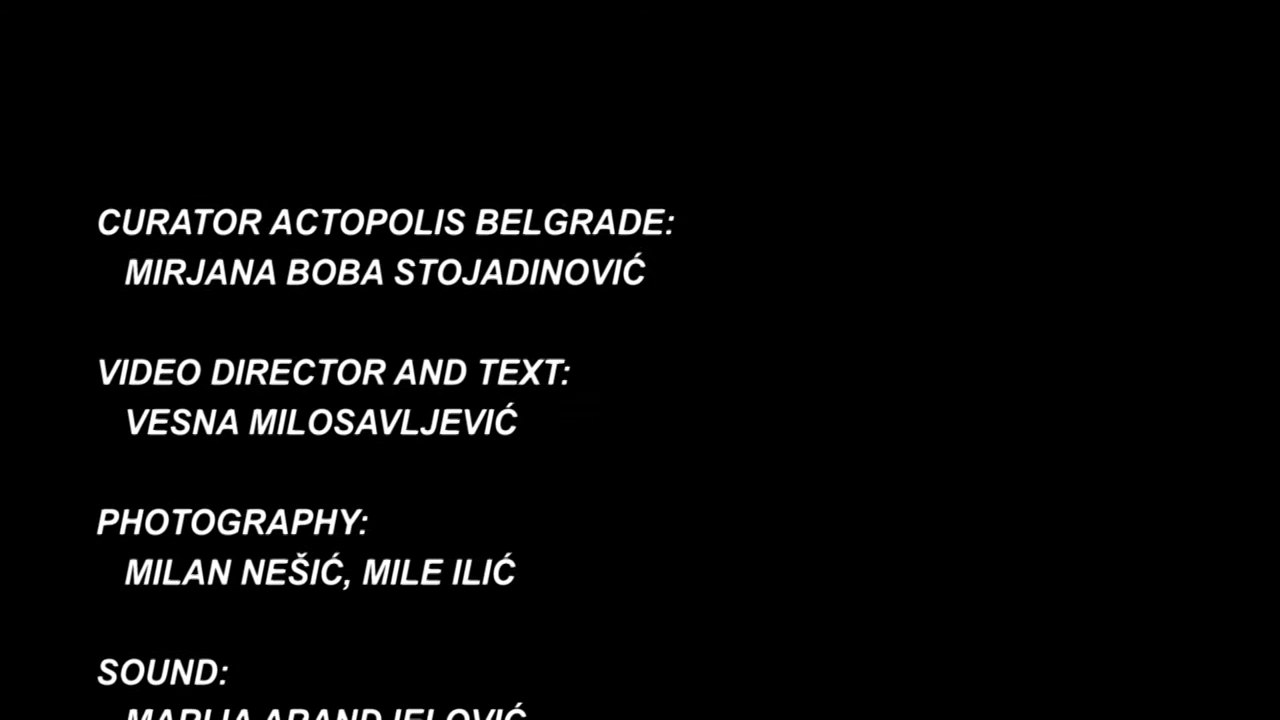 CURATOR ACTOPOLIS BELGRADE:
MIRJANA BOBA STOJADINOVIĆ
VIDEO DIRECTOR AND TEXT:
VESNA MILOSAVLJEVIĆ
PHOTOGRAPHY:
MILAN NEŠIĆ, MILE ILIĆ
SOUND: